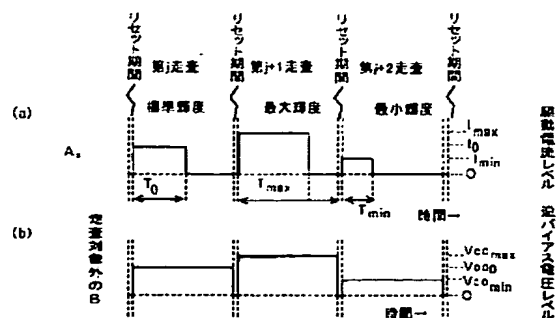 リセット期間
リセット期間
リセット期間
リセット期間
第j走査
第j+1走査
第j+2走査
標準輝度
最大輝度
最小輝度
(a)
Imax
I0
Imin
0
駆動電流レベル
T0
Tmax
Tmin
時間→
(b)
走査対象外のB
Vccmax
Vcc0
Vccmin
0
逆バイアス電圧レベル
時間→